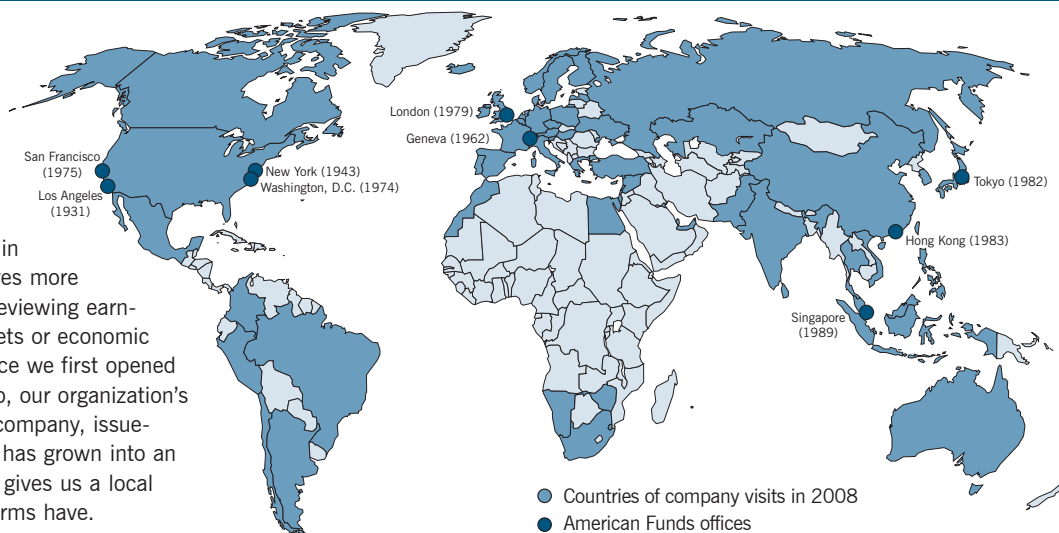 London (1979)
Geneva (1962)
San Francisco
(1975)
New York (1943)
Washington, D.C. (1974)
Los Angeles
(1931)
Tokyo (1982)
Hong Kong (1983)
Singapore
(1989)
in
es more
eviewing earn-
ets or economic
ce we first opened
o, our organization's
company, issue-
has grown into an
gives us a local
rms have.
Countries of company visits in 2008
American Funds offices